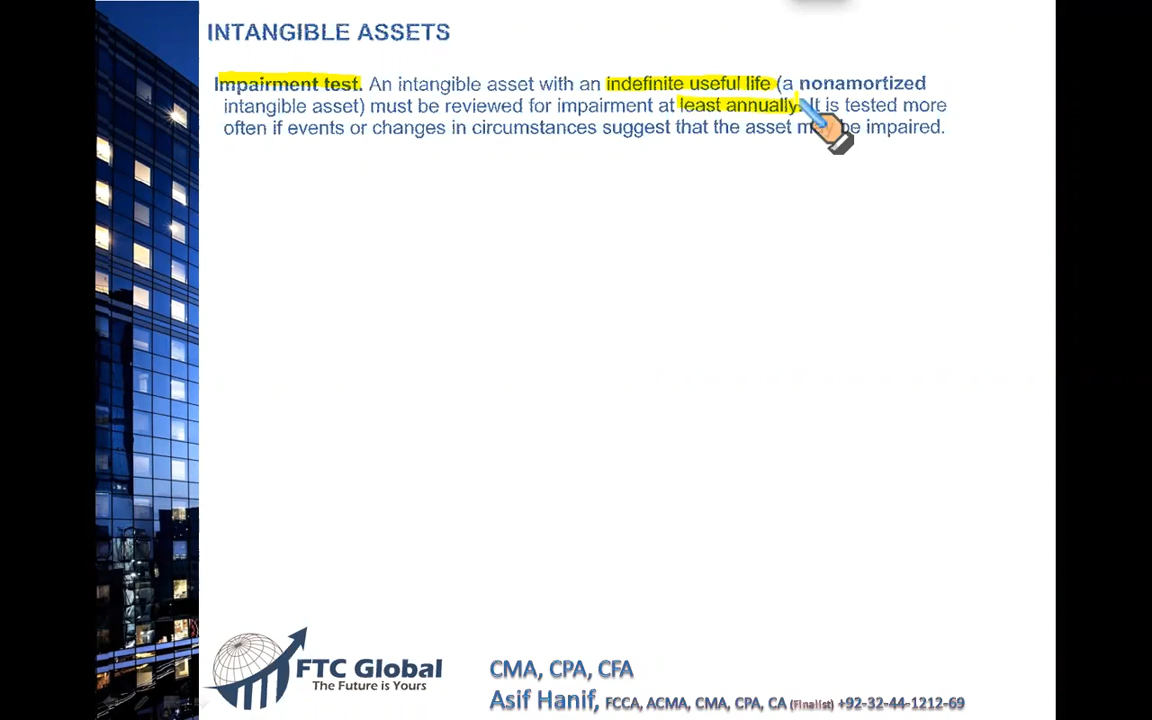 INTANGIBLE ASSETS
Impairment test. An intangible asset with an indefinite useful life (a nonamortized
intangible asset) must be reviewed for impairment at least annually. It is tested more
often if events or changes in circumstances suggest that the asset may be impaired.
FTC Global
The Future is Yours
CMA, CPA, CFA
Asif Hanif, FCCA, ACMA, CMA, CPA, CA (Finalist) +92-32-44-1212-69